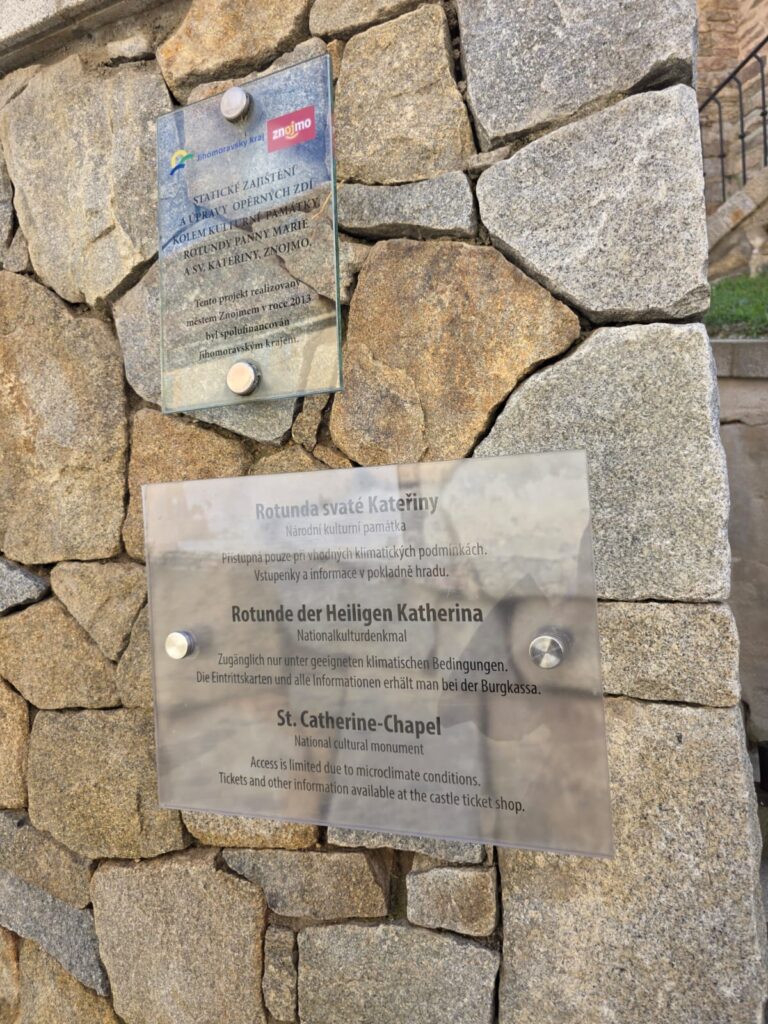 Jihomoravský kraj
znojmo
STATICKÉ ZAJIŠTĚNÍ
A ÚPRAVY OPĚRNÝCH ZDÍ
KOLEM KULTURNÍ PAMÁTKY
ROTUNDY PANNY MARIE
A SV. KATEŘINY, ZNOJMO.
Tento projekt realizovaný
městem Znojmem v roce 2013
byl spolufinancován
Jihomoravským krajem.
Rotunda svaté Kateřiny
Národní kulturní památka
Přístupná pouze při vhodných klimatických podmínkách.
Vstupenky a informace v pokladně hradu.
Rotunde der Heiligen Katherina
Nationalkulturdenkmal
Zugänglich nur unter geeigneten klimatischen Bedingungen.
Die Eintrittskarten und alle Informationen erhält man bei der Burgkassa.
St. Catherine-Chapel
National cultural monument
Access is limited due to microclimate conditions.
Tickets and other information available at the castle ticket shop.